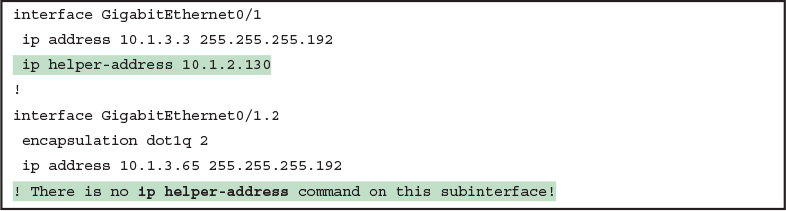 interface GigabitEthernet0/1
ip address 10.1.3.3 255.255.255.192
ip helper-address 10.1.2.130
!
interface GigabitEthernet0/1.2
encapsulation dot1q 2
ip address 10.1.3.65 255.255.255.192
! There is no ip helper-address command on this subinterface!